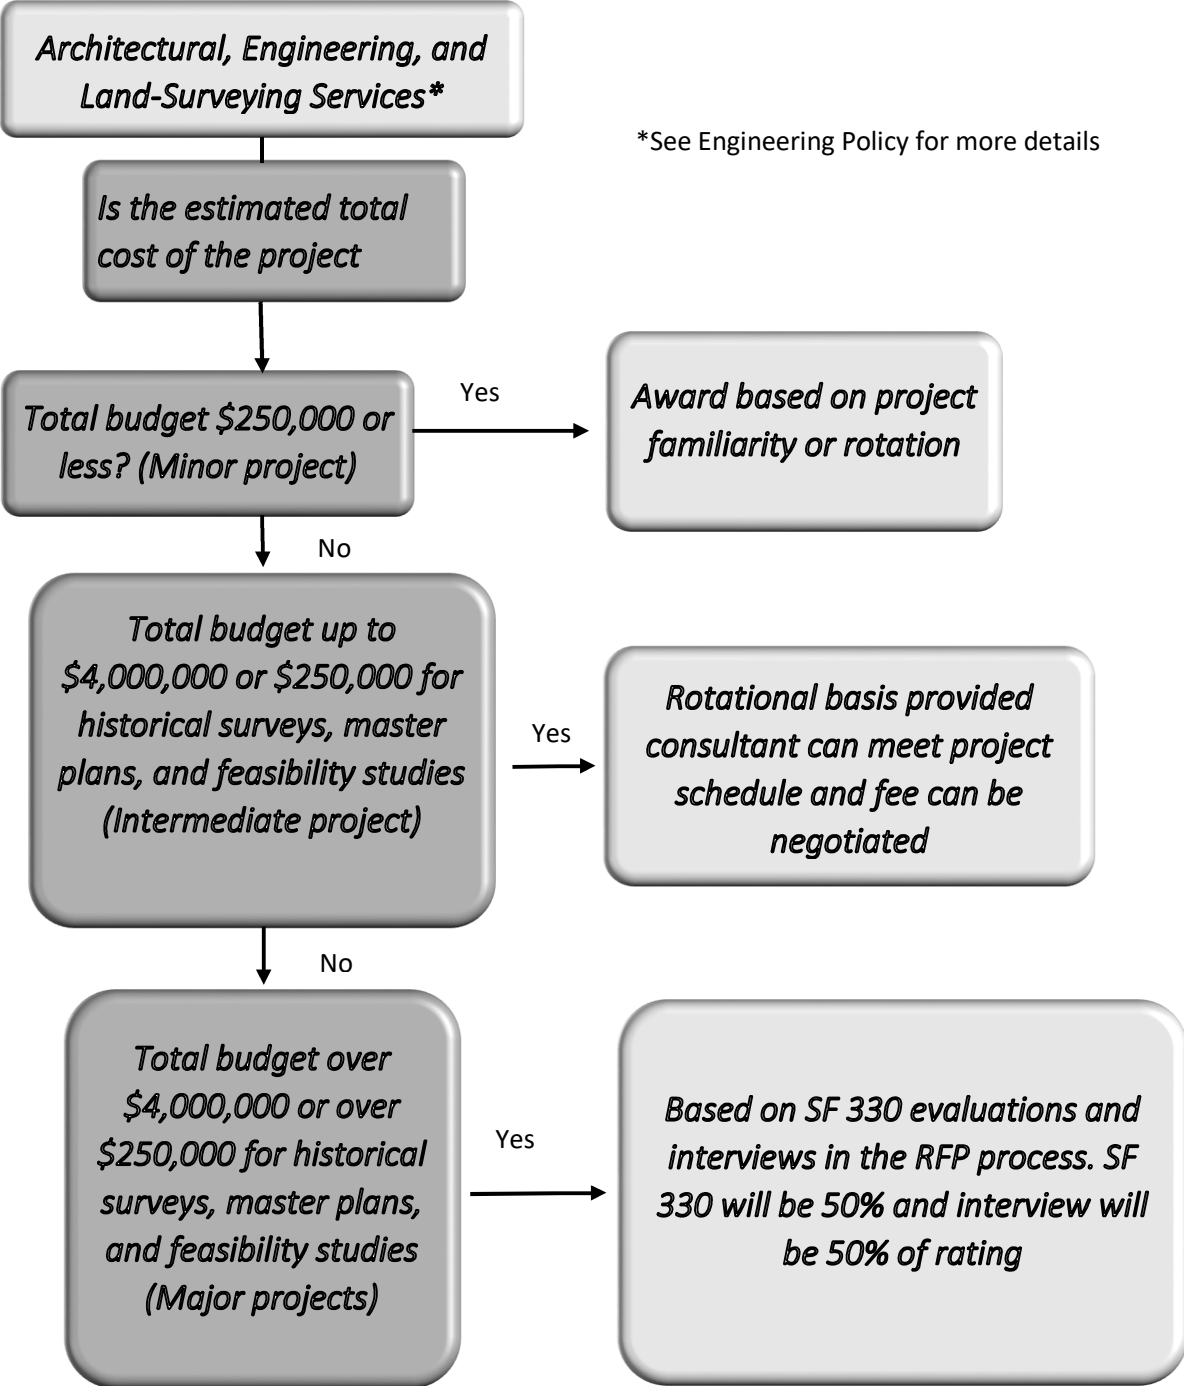 Architectural, Engineering, and
Land-Surveying Services*
*See Engineering Policy for more details
Is the estimated total
cost of the project
Total budget $250,000 or
less? (Minor project)
Yes
Award based on project
familiarity or rotation
No
Total budget up to
$4,000,000 or $250,000 for
historical surveys, master
plans, and feasibility studies
(Intermediate project)
Yes
Rotational basis provided
consultant can meet project
schedule and fee can be
negotiated
No
Total budget over
$4,000,000 or over
$250,000 for historical
surveys, master plans,
and feasibility studies
(Major projects)
Yes
Based on SF 330 evaluations and
interviews in the RFP process. SF
330 will be 50% and interview will
be 50% of rating